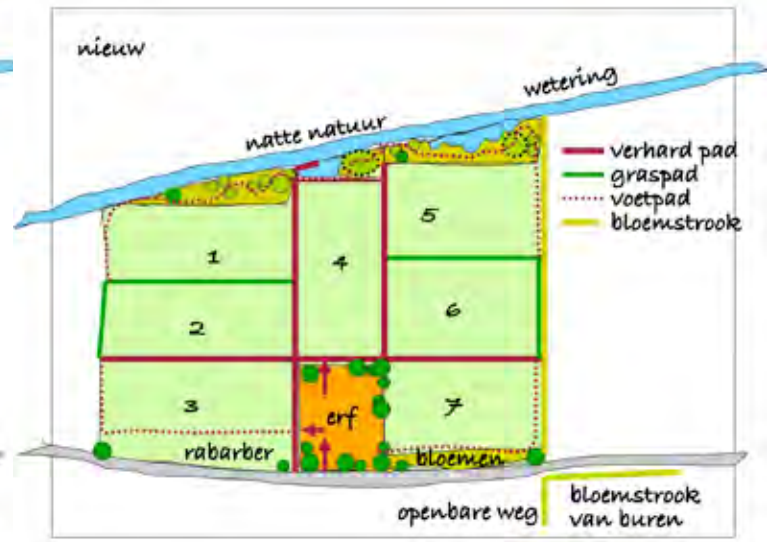 nieuw
wetering
natte natuur
verhard pad
graspad
voetpad
bloemstrook
5
1
4
6
2
3
erf
7
rabarber
bloemen
openbare weg
bloemstrook
van buren